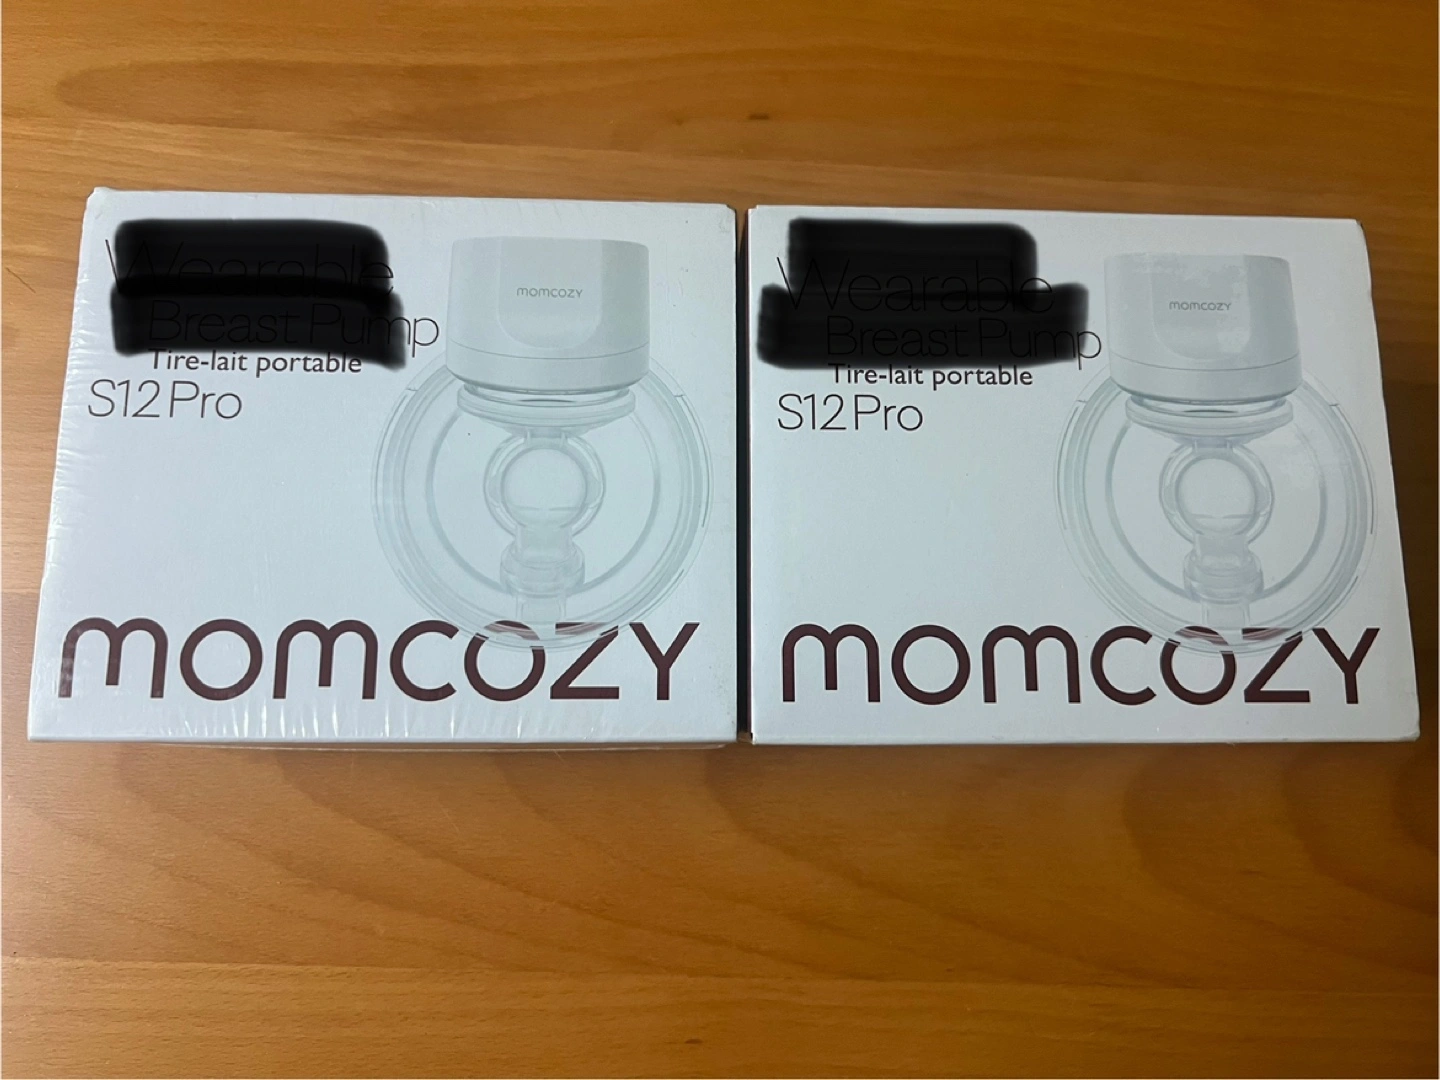 Wearable
Breast Pump
Tire-lait portable
S12 Pro
momcozy
momcozy
Wearable
Breast Pump
Tire-lait portable
S12 Pro
momcozy
momcozy